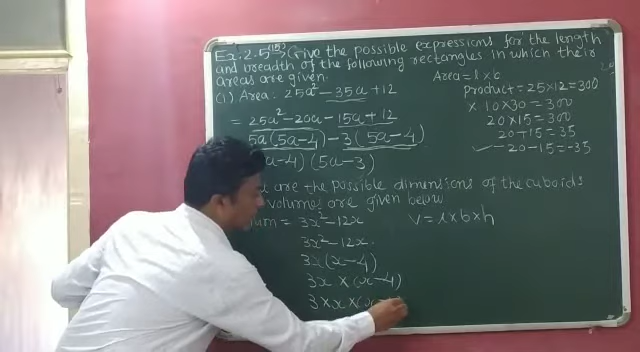 Ex. 2.5 (15) → Give the possible expressions for the length
and breadth of the following rectangles in which their
areas are given.
Area = l × b
(i) Area: 25a² - 35a + 12
= 25a² - 20a - 15a + 12
5a(5a - 4) - 3(5a - 4)
a - 4) (5a - 3)
product = 25 × 12 = 300
× 10 × 30 = 300
20 × 15 = 300
20 + 15 = 35
✓ -20 - 15 = -35
are the possible dimensions of the cuboids
volumes are given below
= 3x² - 12x
V = l × b × h
3x² - 12x.
3x(x - 4)
3x × (x - 4)
3 × x × (x